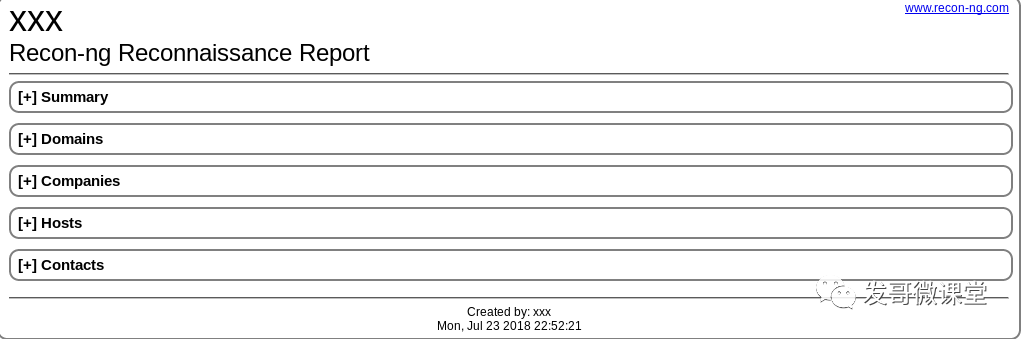 www.recon-ng.com
xxx
Recon-ng Reconnaissance Report
[+] Summary
[+] Domains
[+] Companies
[+] Hosts
[+] Contacts
发哥微课堂
Created by: xxx
Mon, Jul 23 2018 22:52:21